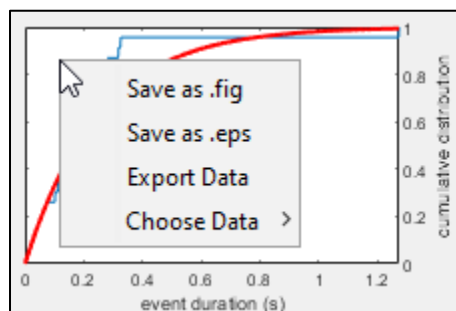 1
0.8
0.6
0.4
0.2
0
cumulative distribution
Save as .fig
Save as .eps
Export Data
Choose Data >
0 0.2 0.4 0.6 0.8 1 1.2
event duration (s)